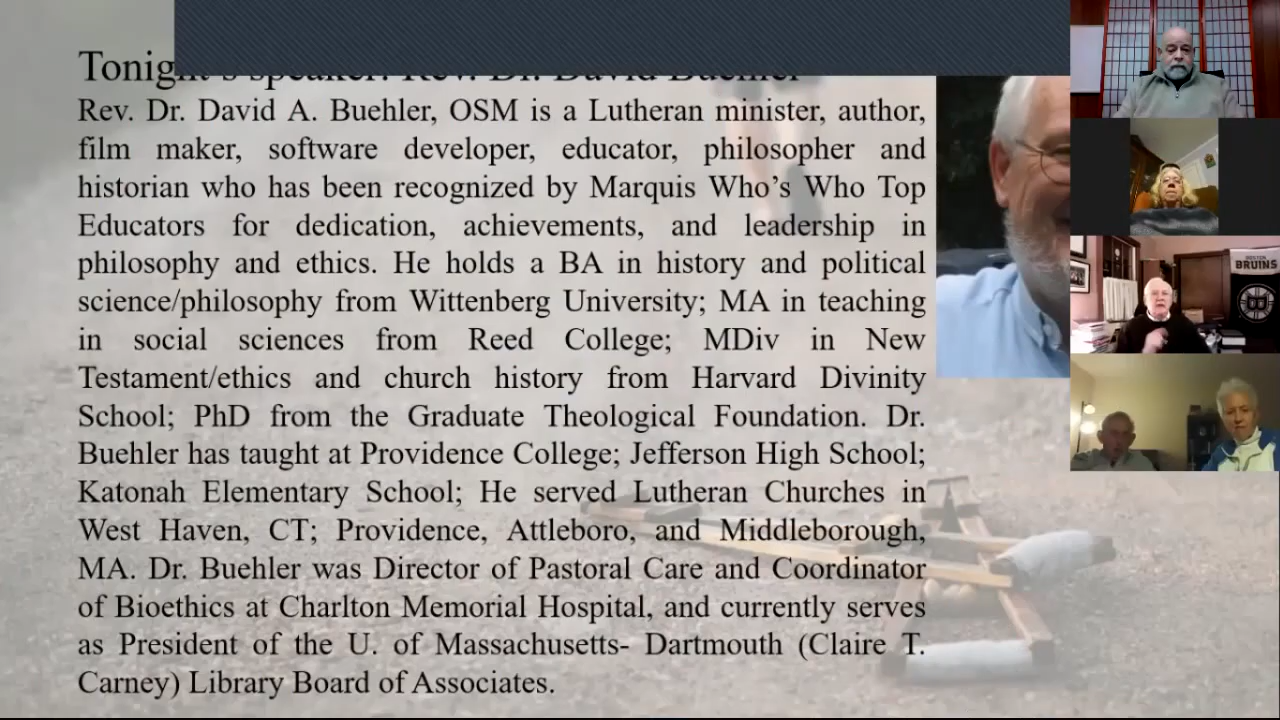 Tonight's speaker: Rev. Dr. David Buehler
Rev. Dr. David A. Buehler, OSM is a Lutheran minister, author,
film maker, software developer, educator, philosopher and
historian who has been recognized by Marquis Who's Who Top
Educators for dedication, achievements, and leadership in
philosophy and ethics. He holds a BA in history and political
science/philosophy from Wittenberg University; MA in teaching
in social sciences from Reed College; MDiv in New
Testament/ethics and church history from Harvard Divinity
School; PhD from the Graduate Theological Foundation. Dr.
Buehler has taught at Providence College; Jefferson High School;
Katonah Elementary School; He served Lutheran Churches in
West Haven, CT; Providence, Attleboro, and Middleborough,
MA. Dr. Buehler was Director of Pastoral Care and Coordinator
of Bioethics at Charlton Memorial Hospital, and currently serves
as President of the U. of Massachusetts- Dartmouth (Claire T.
Carney) Library Board of Associates.
BOSTON
BRUINS